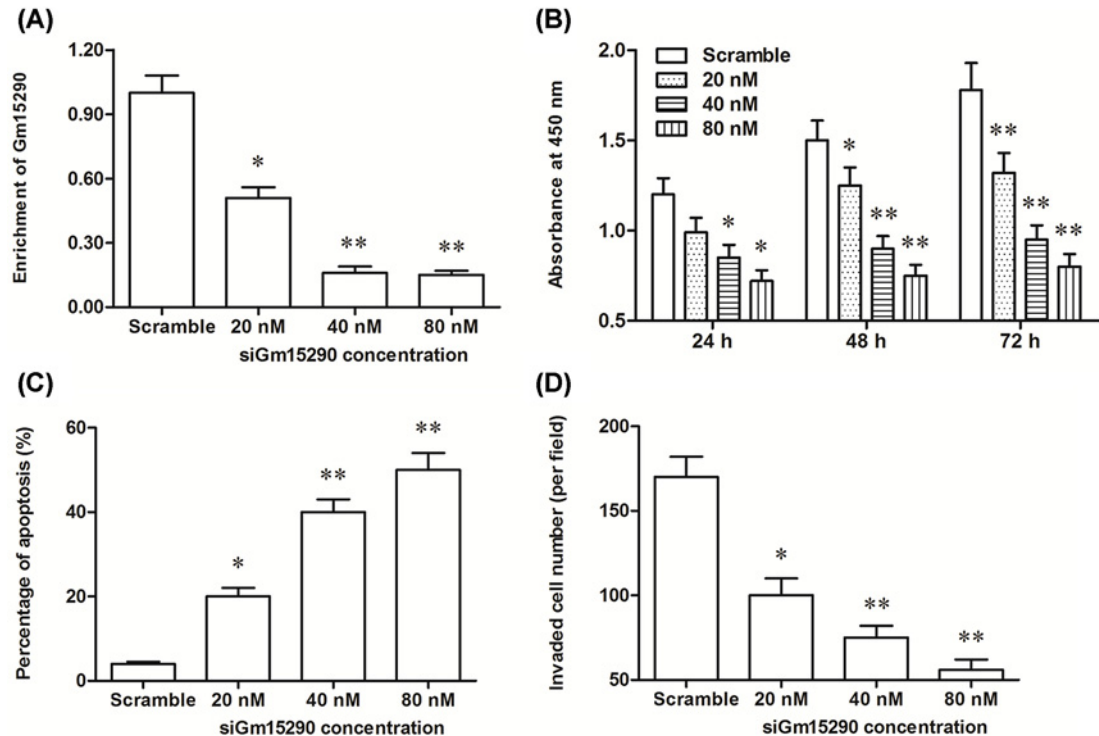 (A)
Enrichment of Gm15290
1.20
0.90
0.60
0.30
0.00
*
**
**
Scramble 20 nM 40 nM 80 nM
siGm15290 concentration
(B)
Absorbance at 450 nm
2.0
1.5
1.0
0.5
Scramble
20 nM
40 nM
80 nM
* *
* ** **
** ** **
24 h 48 h 72 h
(C)
Percentage of apoptosis (%)
60
40
20
0
*
**
**
Scramble 20 nM 40 nM 80 nM
siGm15290 concentration
(D)
Invaded cell number (per field)
200
150
100
50
*
**
**
Scramble 20 nM 40 nM 80 nM
siGm15290 concentration